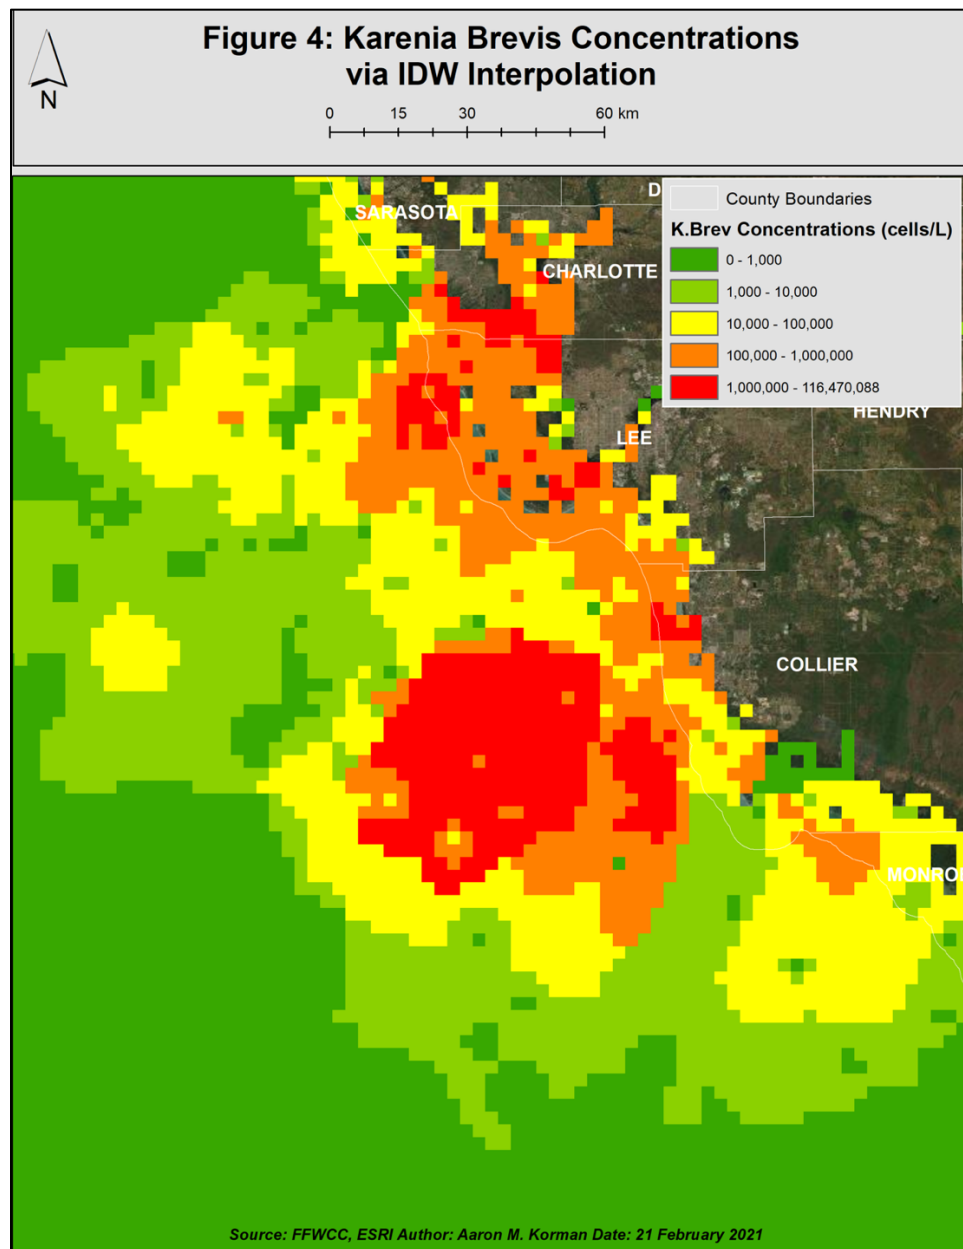 Figure 4: Karenia Brevis Concentrations
via IDW Interpolation
N
0 15 30 60 km
D
SARASOTA
CHARLOTTE
County Boundaries
K.Brev Concentrations (cells/L)
0 - 1,000
1,000 - 10,000
10,000 - 100,000
100,000 - 1,000,000
1,000,000 - 116,470,088
HENDRY
LEE
COLLIER
MONRO
Source: FFWCC, ESRI Author: Aaron M. Korman Date: 21 February 2021